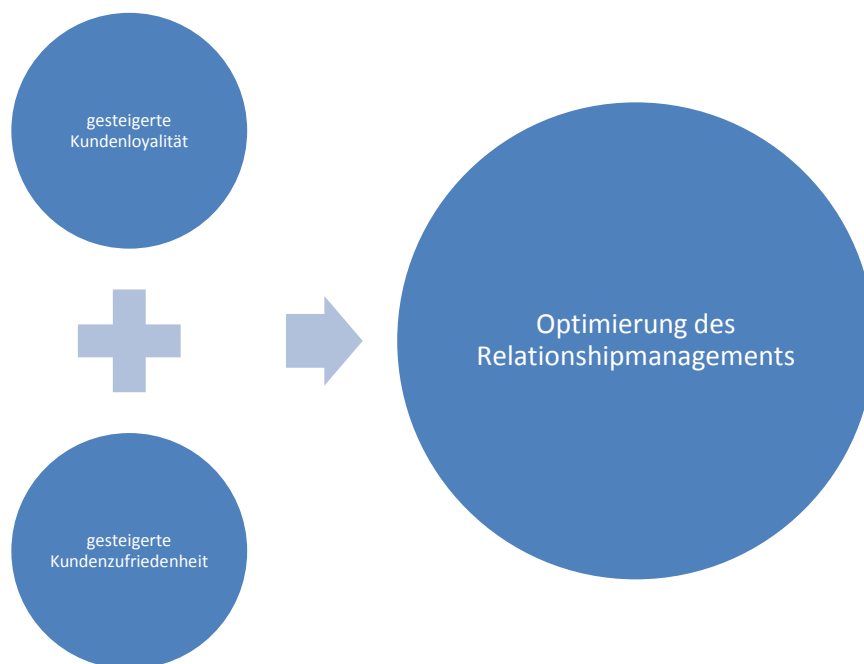 gesteigerte
Kundenloyalität
Optimierung des
Relationshipmanagements
gesteigerte
Kundenzufriedenheit